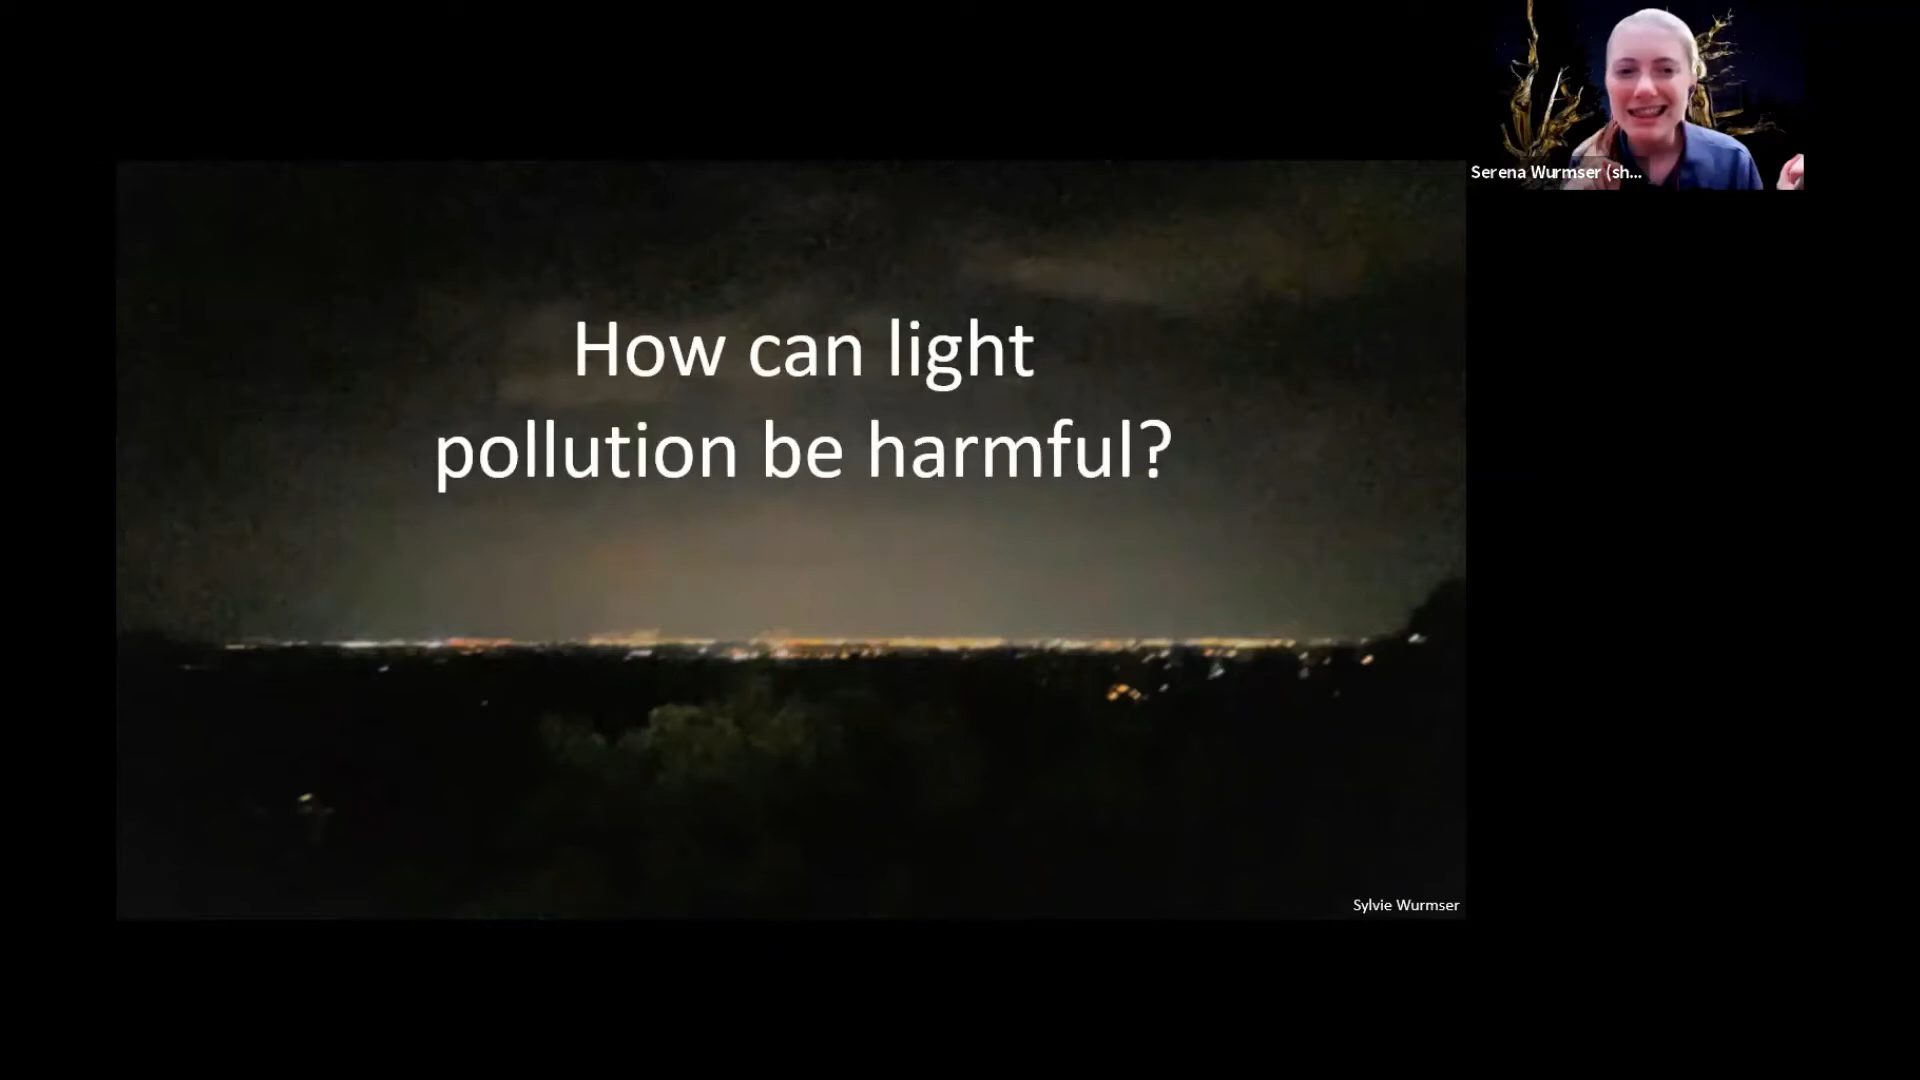 Serena Wurmser (sh...
How can light
pollution be harmful?
Sylvie Wurmser